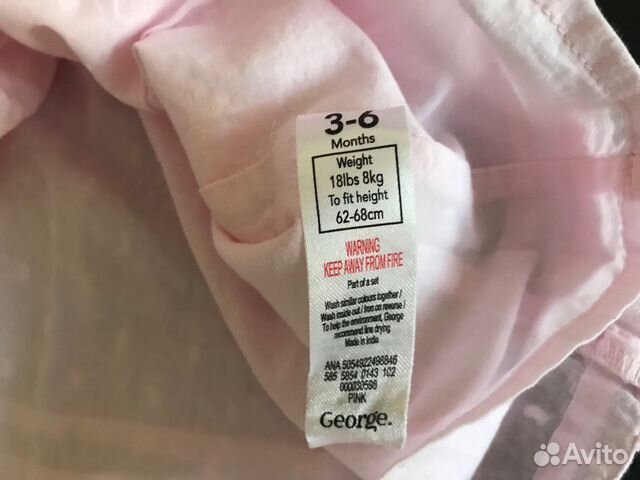 3-6
Months
Weight
18lbs 8kg
To fit height
62-68cm
WARNING
KEEP AWAY FROM FIRE
Part of a set
Wash similar colours together /
Wash inside out / Iron on reverse /
To help the environment, George
recommend line drying
Made in india
ANA 5054922498846
585 5854 0143 102
000030598
PINK
George.
Avito